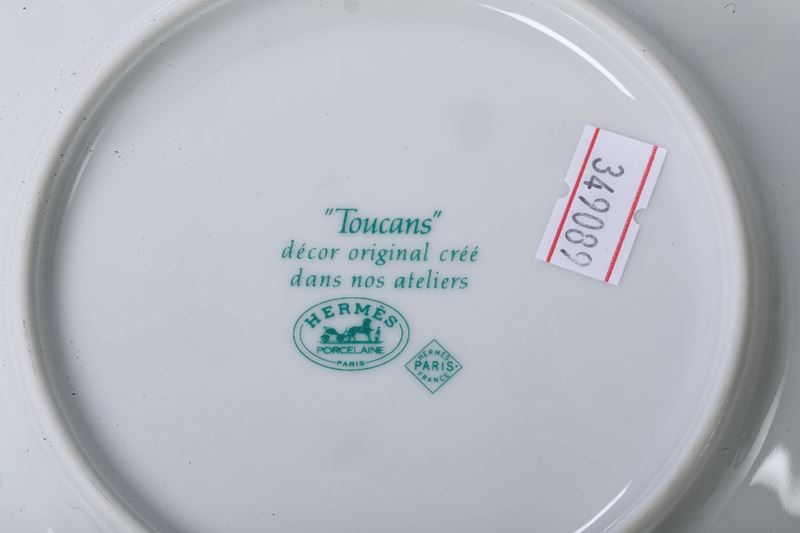 "Toucans"
décor original créé
dans nos ateliers
HERMÈS
PORCELAINE
PARIS
HERMÈS
PARIS
FRANCE
349089